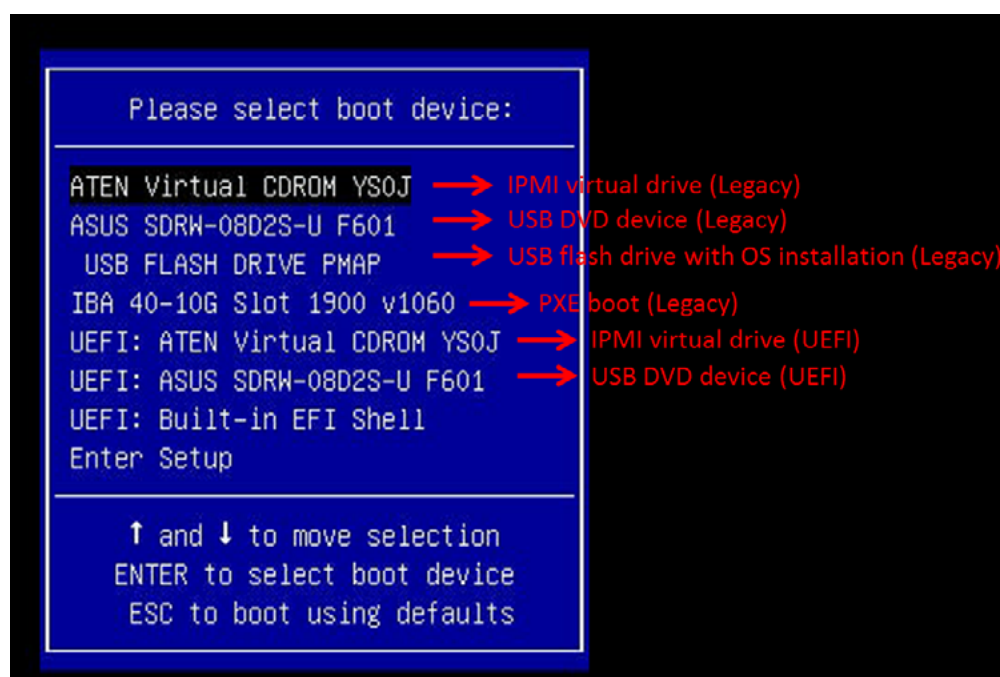 Please select boot device:
ATEN Virtual CDROM YS0J → IPMI virtual drive (Legacy)
ASUS SDRW-08D2S-U F601 → USB DVD device (Legacy)
USB FLASH DRIVE PMAP → USB flash drive with OS installation (Legacy)
IBA 40-10G Slot 1900 v1060 → PXE boot (Legacy)
UEFI: ATEN Virtual CDROM YS0J → IPMI virtual drive (UEFI)
UEFI: ASUS SDRW-08D2S-U F601 → USB DVD device (UEFI)
UEFI: Built-in EFI Shell
Enter Setup
↑ and ↓ to move selection
ENTER to select boot device
ESC to boot using defaults